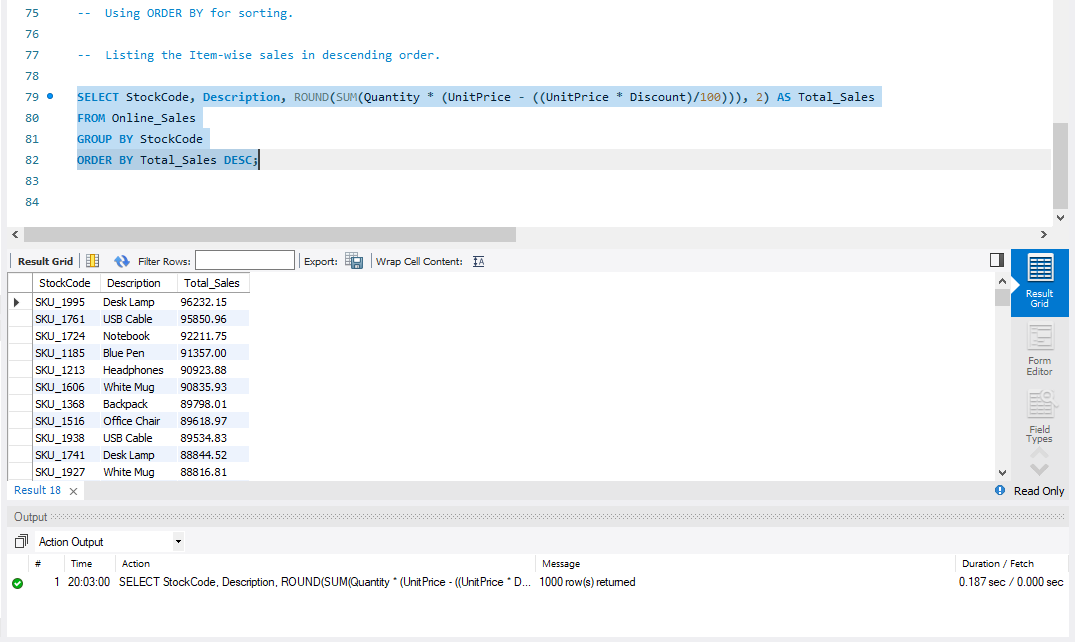 75 -- Using ORDER BY for sorting.
76
77 -- Listing the Item-wise sales in descending order.
78
79 SELECT StockCode, Description, ROUND(SUM(Quantity * (UnitPrice - ((UnitPrice * Discount)/100))), 2) AS Total_Sales
80 FROM Online_Sales
81 GROUP BY StockCode
82 ORDER BY Total_Sales DESC;
83
84
Result Grid Filter Rows: Export: Wrap Cell Content:
StockCode Description Total_Sales
SKU_1995 Desk Lamp 96232.15
SKU_1761 USB Cable 95850.96
SKU_1724 Notebook 92211.75
SKU_1185 Blue Pen 91357.00
SKU_1213 Headphones 90923.88
SKU_1606 White Mug 90835.93
SKU_1368 Backpack 89798.01
SKU_1516 Office Chair 89618.97
SKU_1938 USB Cable 89534.83
SKU_1741 Desk Lamp 88844.52
SKU_1927 White Mug 88816.81
Result
Grid
Form
Editor
Field
Types
Result 18 Read Only
Output
Action Output
# Time Action Message Duration / Fetch
1 20:03:00 SELECT StockCode, Description, ROUND(SUM(Quantity * (UnitPrice - ((UnitPrice * D... 1000 row(s) returned 0.187 sec / 0.000 sec